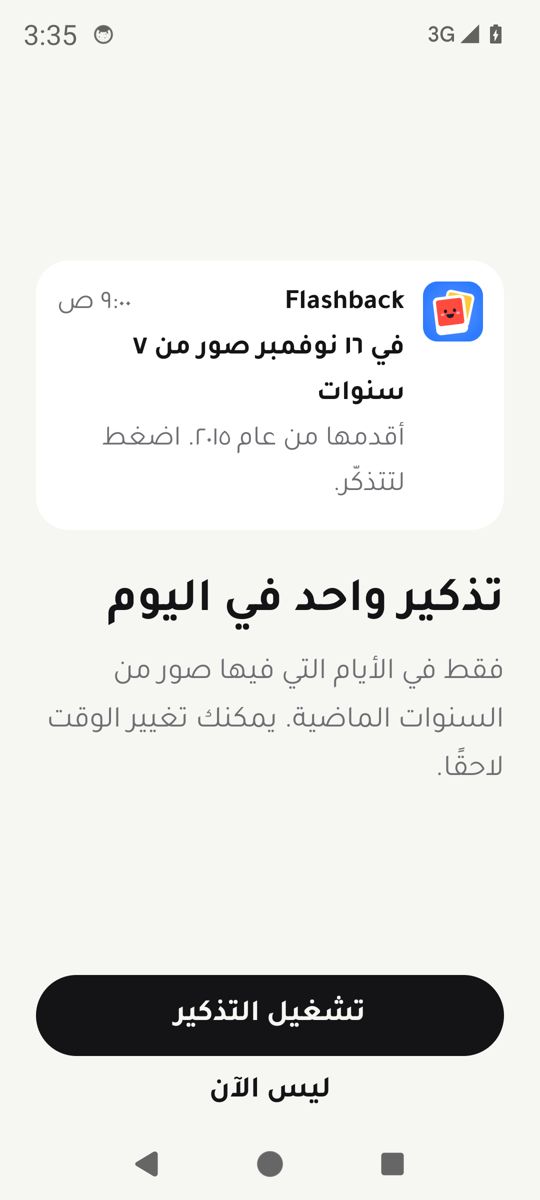 3:35
3G
Flashback
٩:٠٠ ص
في ١٦ نوفمبر صور من ٧
سنوات
أقدمها من عام ٢٠١٥. اضغط
لتتذكّر.
تذكير واحد في اليوم
فقط في الأيام التي فيها صور من
السنوات الماضية. يمكنك تغيير الوقت
لاحقًا.
تشغيل التذكير
ليس الآن